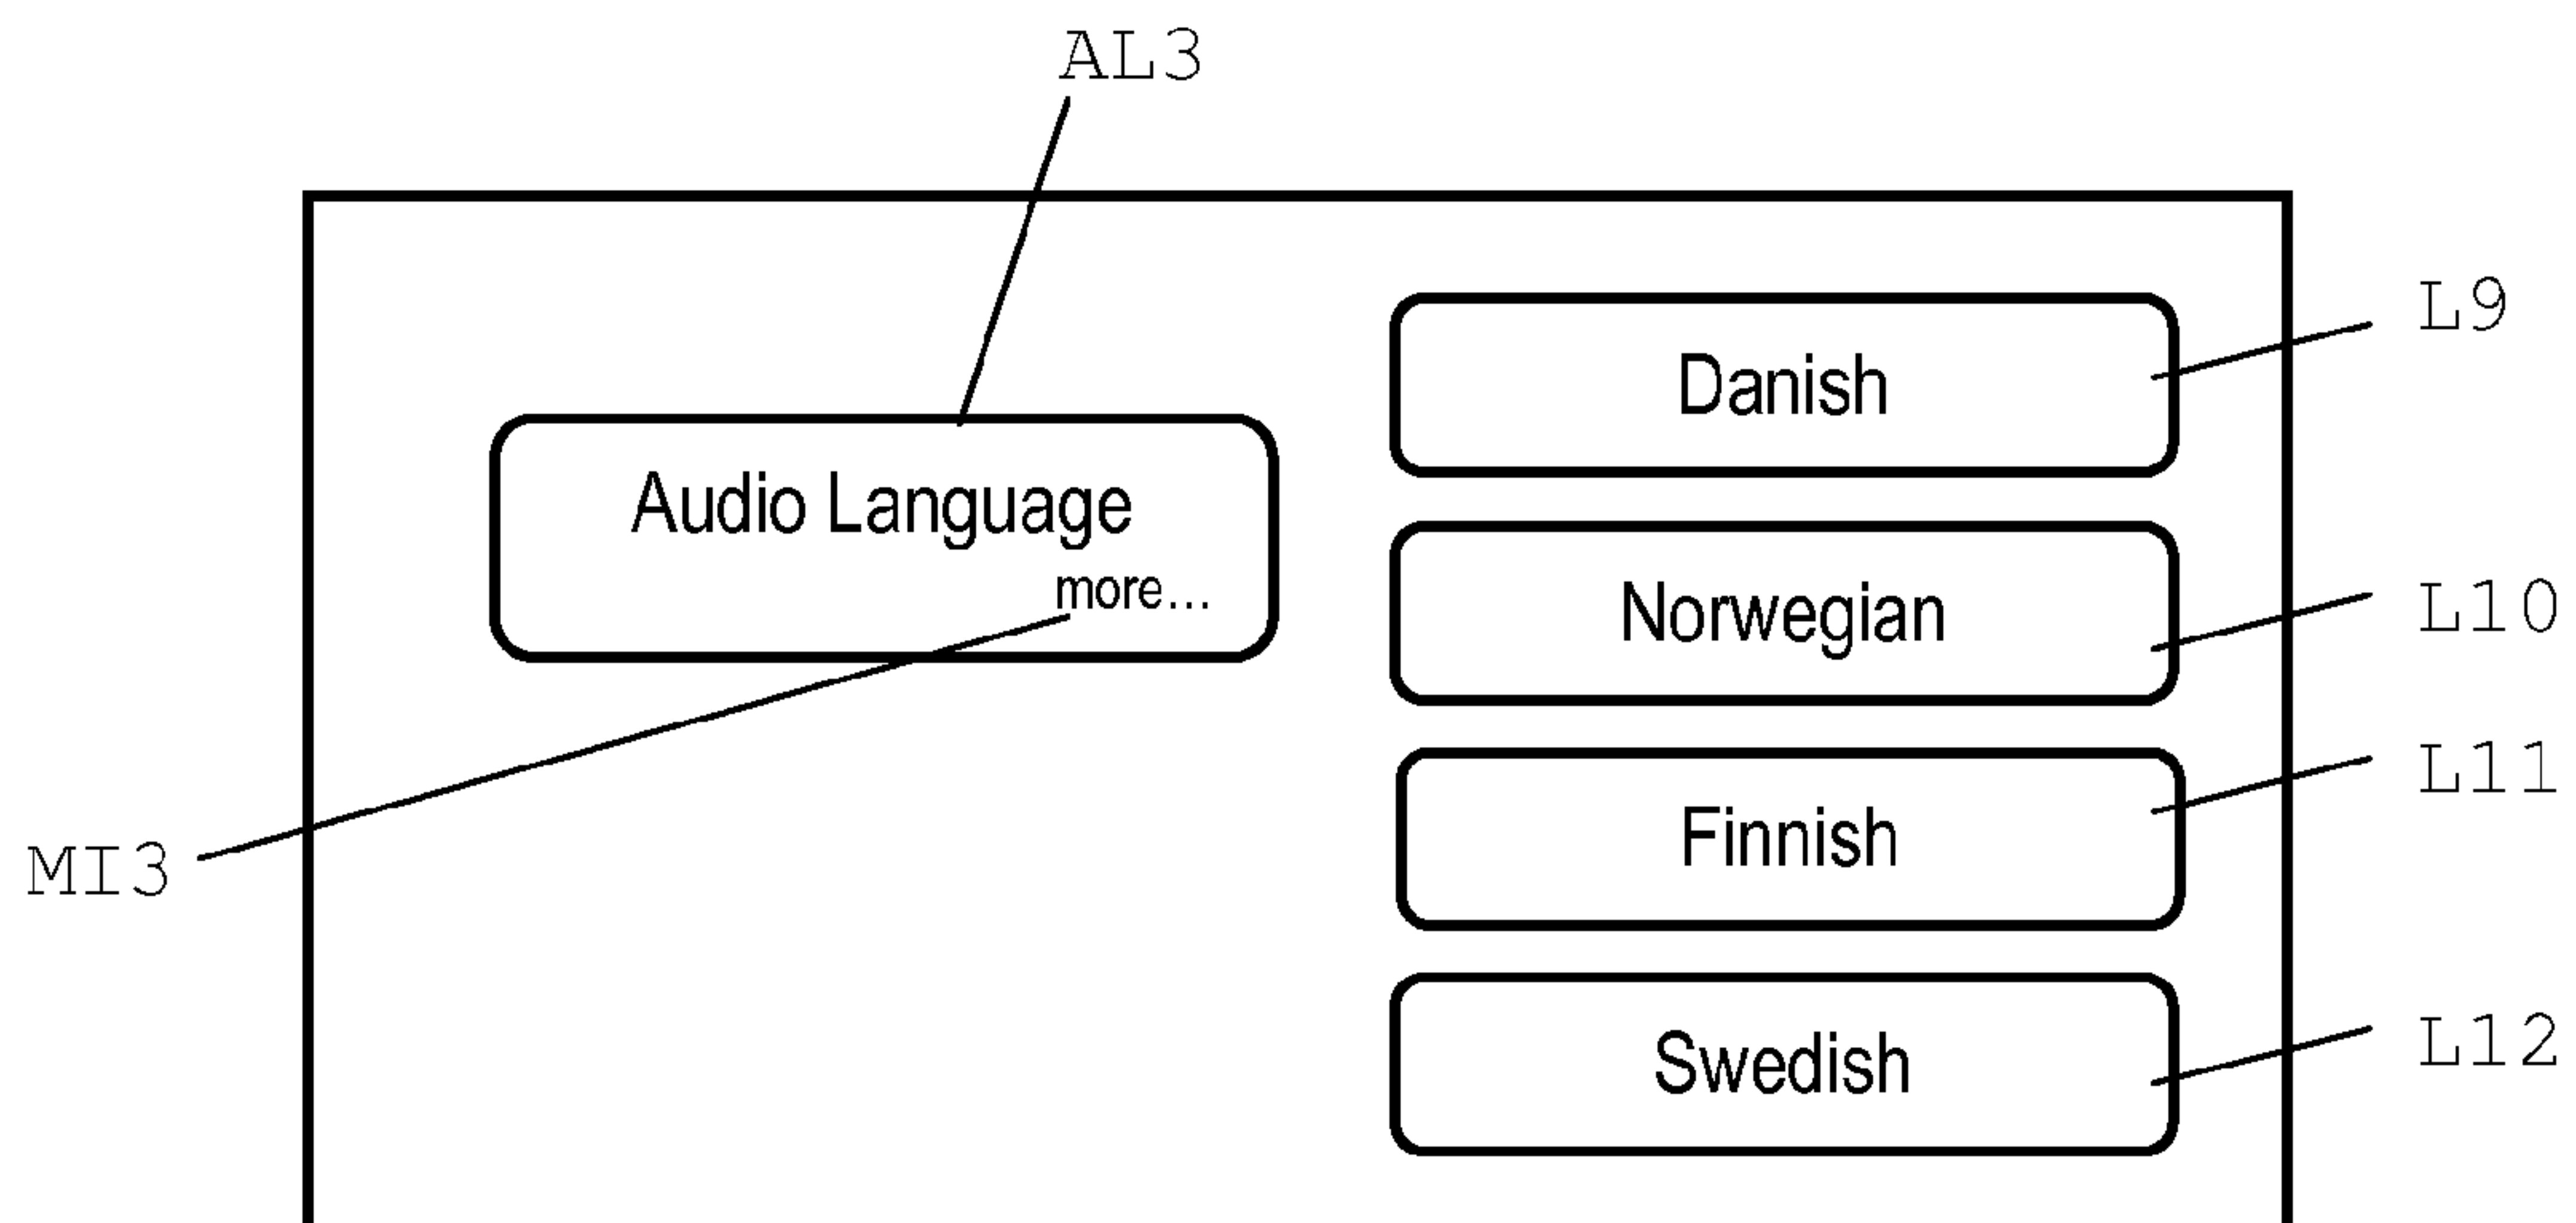 AL3
L9
Danish
Audio Language
more...
Norwegian
L10
L11
Finnish
MI3
Swedish
L12